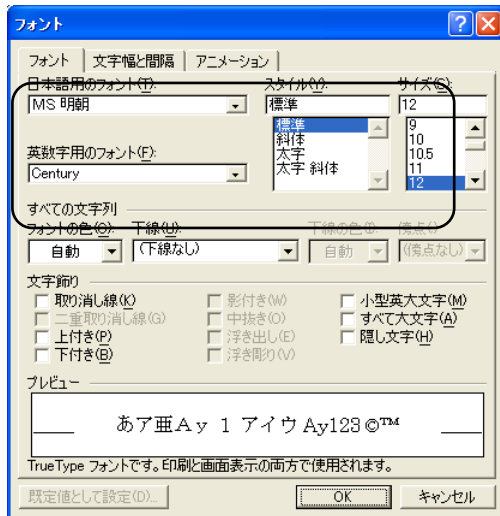 フォント
フォント 文字幅と間隔 アニメーション
日本語用のフォント(T): スタイル(Y): サイズ(S):
MS 明朝 標準 12
標準 9
斜体 10
太字 10.5
太字 斜体 11
12
英数字用のフォント(F):
Century
すべての文字列
フォントの色(O): 下線(U): 下線の色(I): 傍点(:)
自動 (下線なし) 自動 (傍点なし)
文字飾り
取り消し線(K) 影付き(W) 小型英大文字(M)
二重取り消し線(G) 中抜き(O) すべて大文字(A)
上付き(P) 浮き出し(E) 隠し文字(H)
下付き(B) 浮き彫り(V)
プレビュー
あア亜Ay 1 アイウ Ay123 ©™
TrueType フォントです。印刷と画面表示の両方で使用されます。
既定値として設定(D)... OK キャンセル